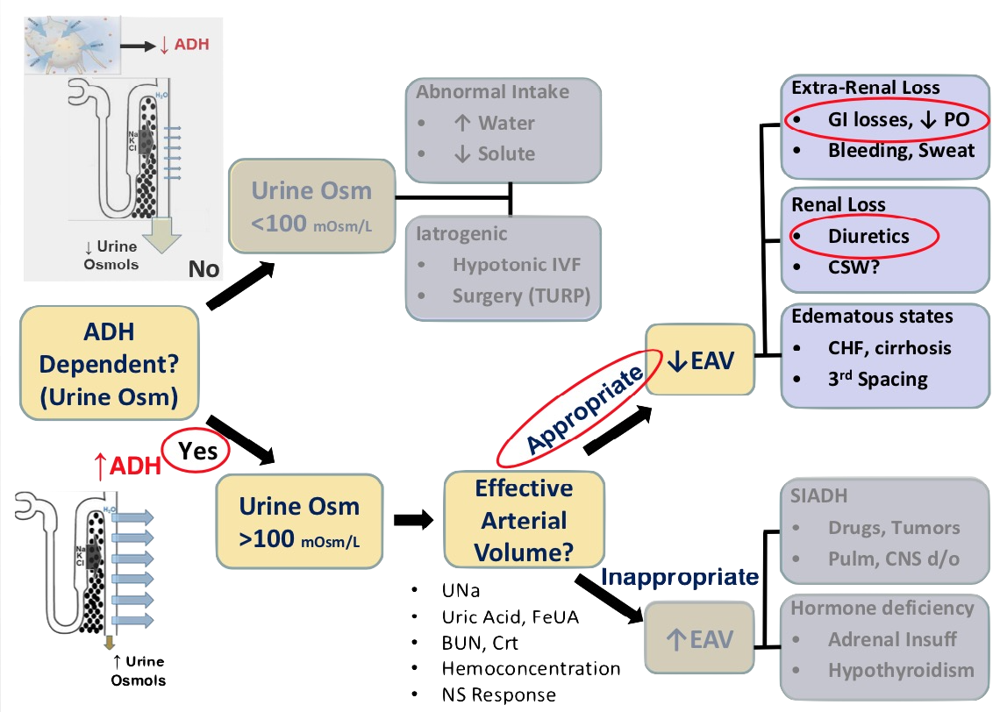 ↓ ADH
H₂O
Na
K
Cl
↓ Urine
Osmols
No
Urine Osm
<100 mOsm/L
Abnormal Intake
• ↑ Water
• ↓ Solute
Iatrogenic
• Hypotonic IVF
• Surgery (TURP)
Extra-Renal Loss
• GI losses, ↓ PO
• Bleeding, Sweat
Renal Loss
• Diuretics
• CSW?
Edematous states
• CHF, cirrhosis
• 3rd Spacing
ADH
Dependent?
(Urine Osm)
Yes
↑ADH
H₂O
Na
K
Cl
↑ Urine
Osmols
Urine Osm
>100 mOsm/L
Effective
Arterial
Volume?
• UNa
• Uric Acid, FeUA
• BUN, Crt
• Hemoconcentration
• NS Response
Appropriate
↓EAV
Inappropriate
↑EAV
SIADH
• Drugs, Tumors
• Pulm, CNS d/o
Hormone deficiency
• Adrenal Insuff
• Hypothyroidism